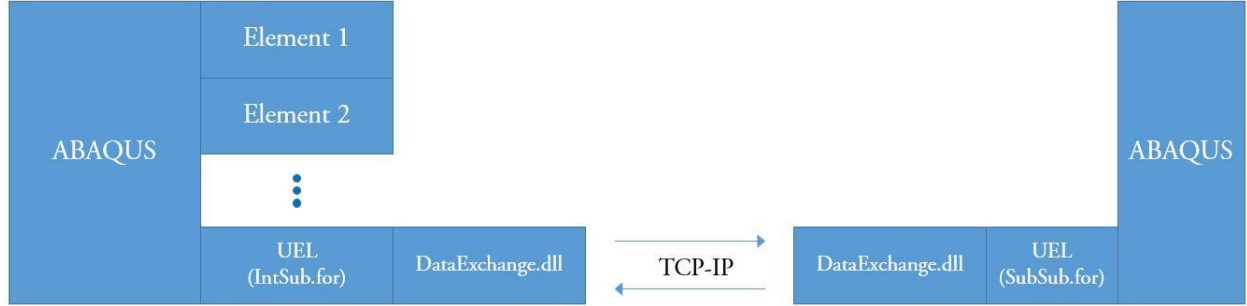 ABAQUS
Element 1
Element 2
UEL
(IntSub.for)
DataExchange.dll
TCP-IP
DataExchange.dll
UEL
(SubSub.for)
ABAQUS